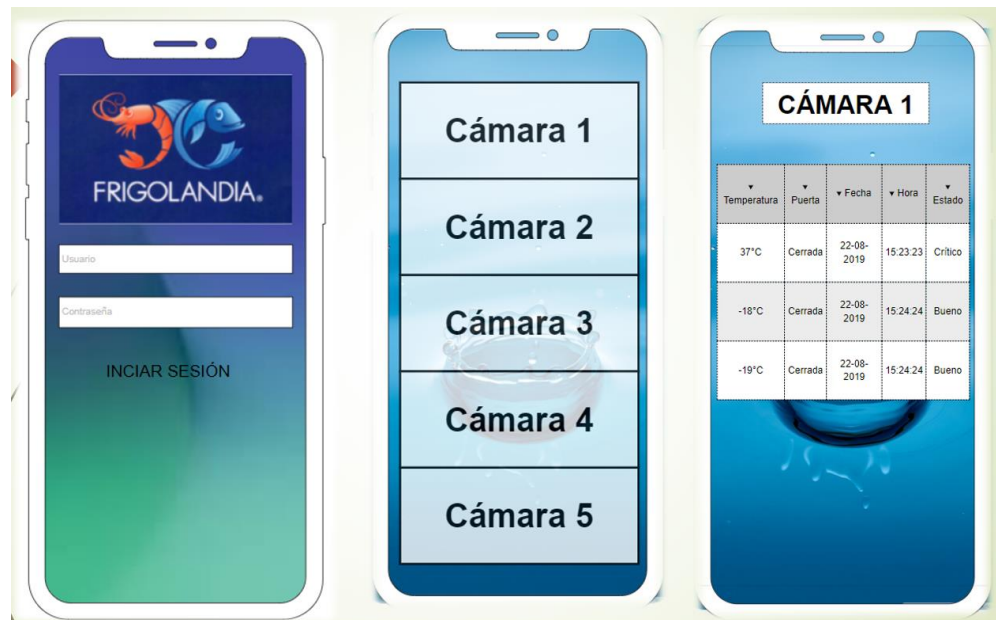 FRIGOLANDIA®
Usuario
Contraseña
INCIAR SESIÓN
Cámara 1
Cámara 2
Cámara 3
Cámara 4
Cámara 5
CÁMARA 1
▼ Temperatura ▼ Puerta ▼ Fecha ▼ Hora ▼ Estado
37°C Cerrada 22-08-2019 15:23:23 Crítico
-18°C Cerrada 22-08-2019 15:24:24 Bueno
-19°C Cerrada 22-08-2019 15:24:24 Bueno